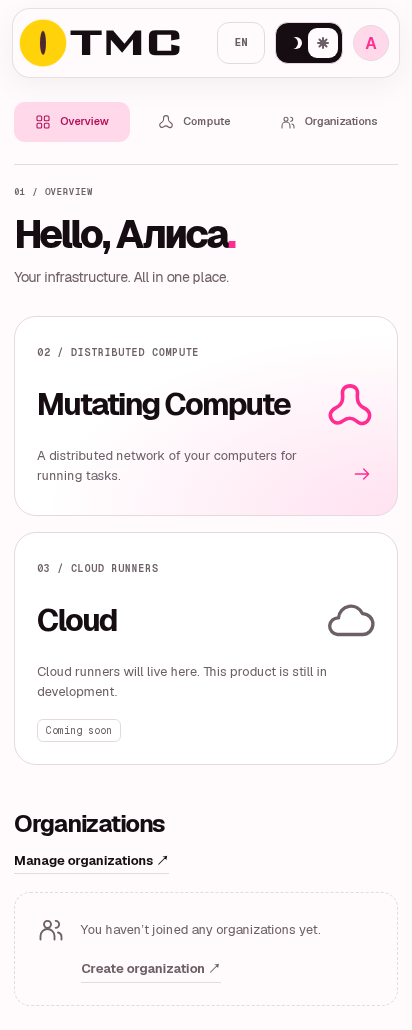 TMC
EN
A
Overview
Compute
Organizations
01 / OVERVIEW
Hello, Алиса.
Your infrastructure. All in one place.
02 / DISTRIBUTED COMPUTE
Mutating Compute
A distributed network of your computers for
running tasks.
→
03 / CLOUD RUNNERS
Cloud
Cloud runners will live here. This product is still in
development.
Coming soon
Organizations
Manage organizations ↗
You haven’t joined any organizations yet.
Create organization ↗